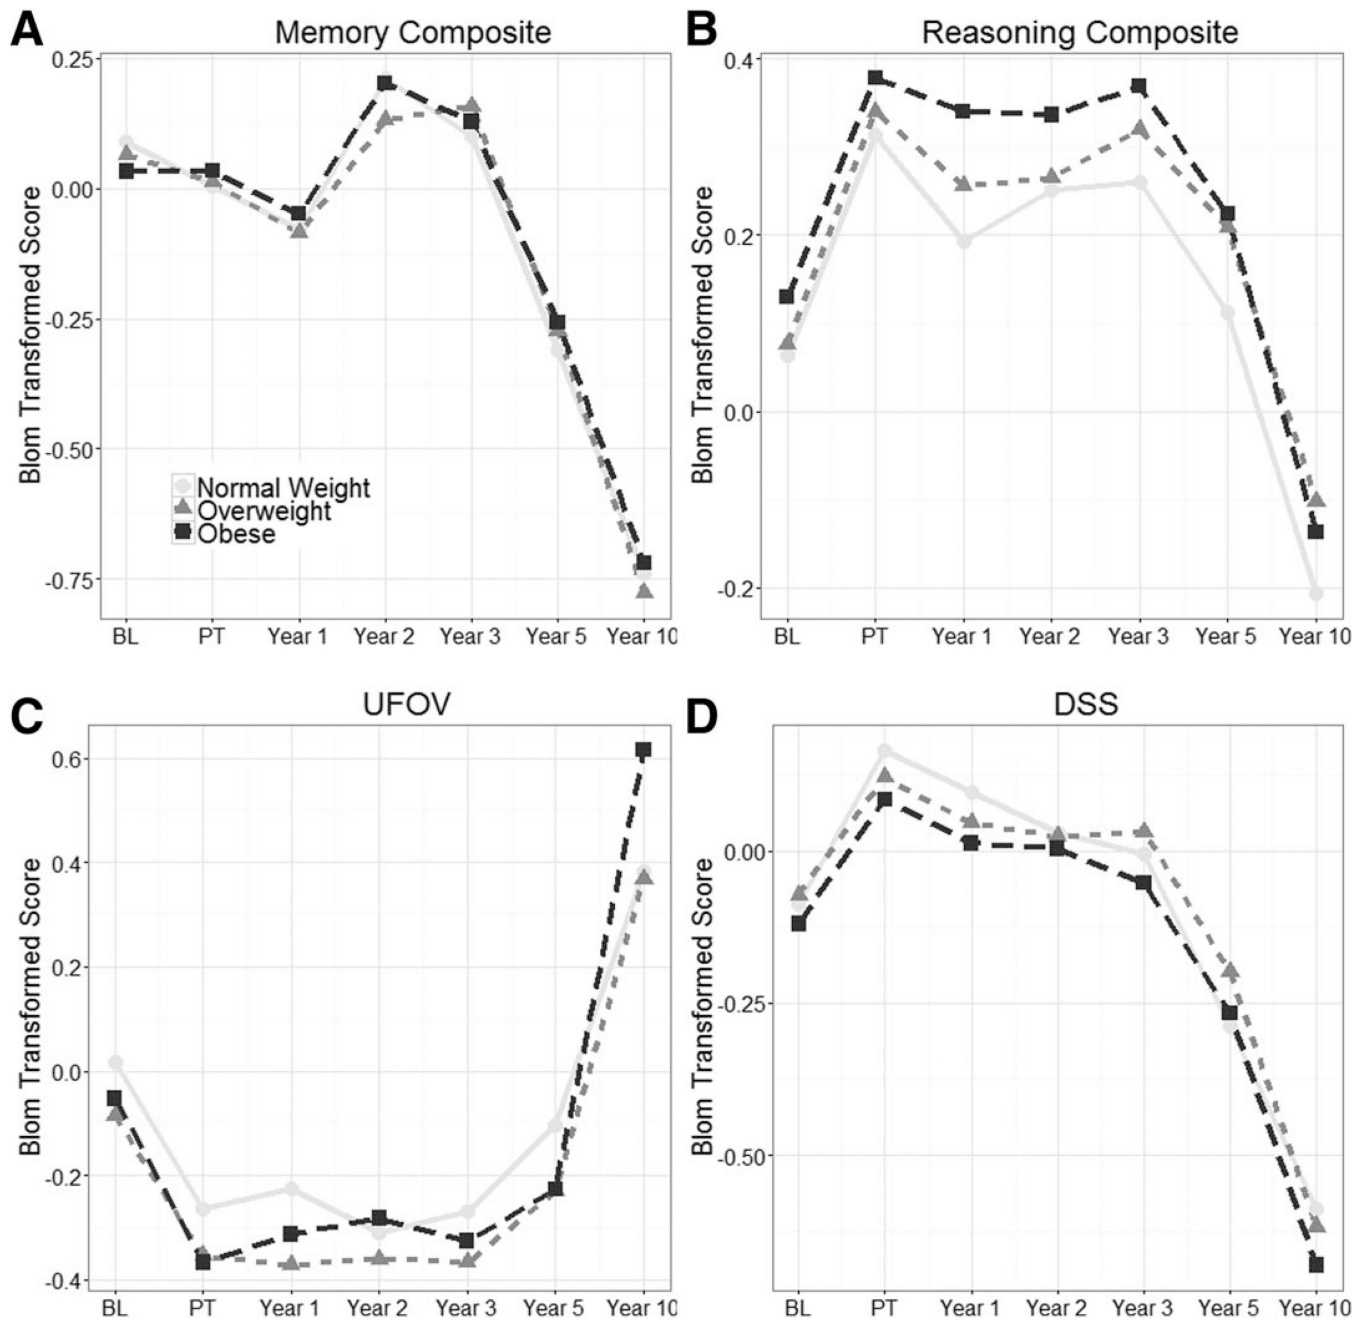 A
Memory Composite
Blom Transformed Score
0.25
0.00
-0.25
-0.50
-0.75
Normal Weight
Overweight
Obese
BL PT Year 1 Year 2 Year 3 Year 5 Year 10
B
Reasoning Composite
Blom Transformed Score
0.4
0.2
0.0
-0.2
BL PT Year 1 Year 2 Year 3 Year 5 Year 10
C
UFOV
Blom Transformed Score
0.6
0.4
0.2
0.0
-0.2
-0.4
BL PT Year 1 Year 2 Year 3 Year 5 Year 10
D
DSS
Blom Transformed Score
0.00
-0.25
-0.50
BL PT Year 1 Year 2 Year 3 Year 5 Year 10